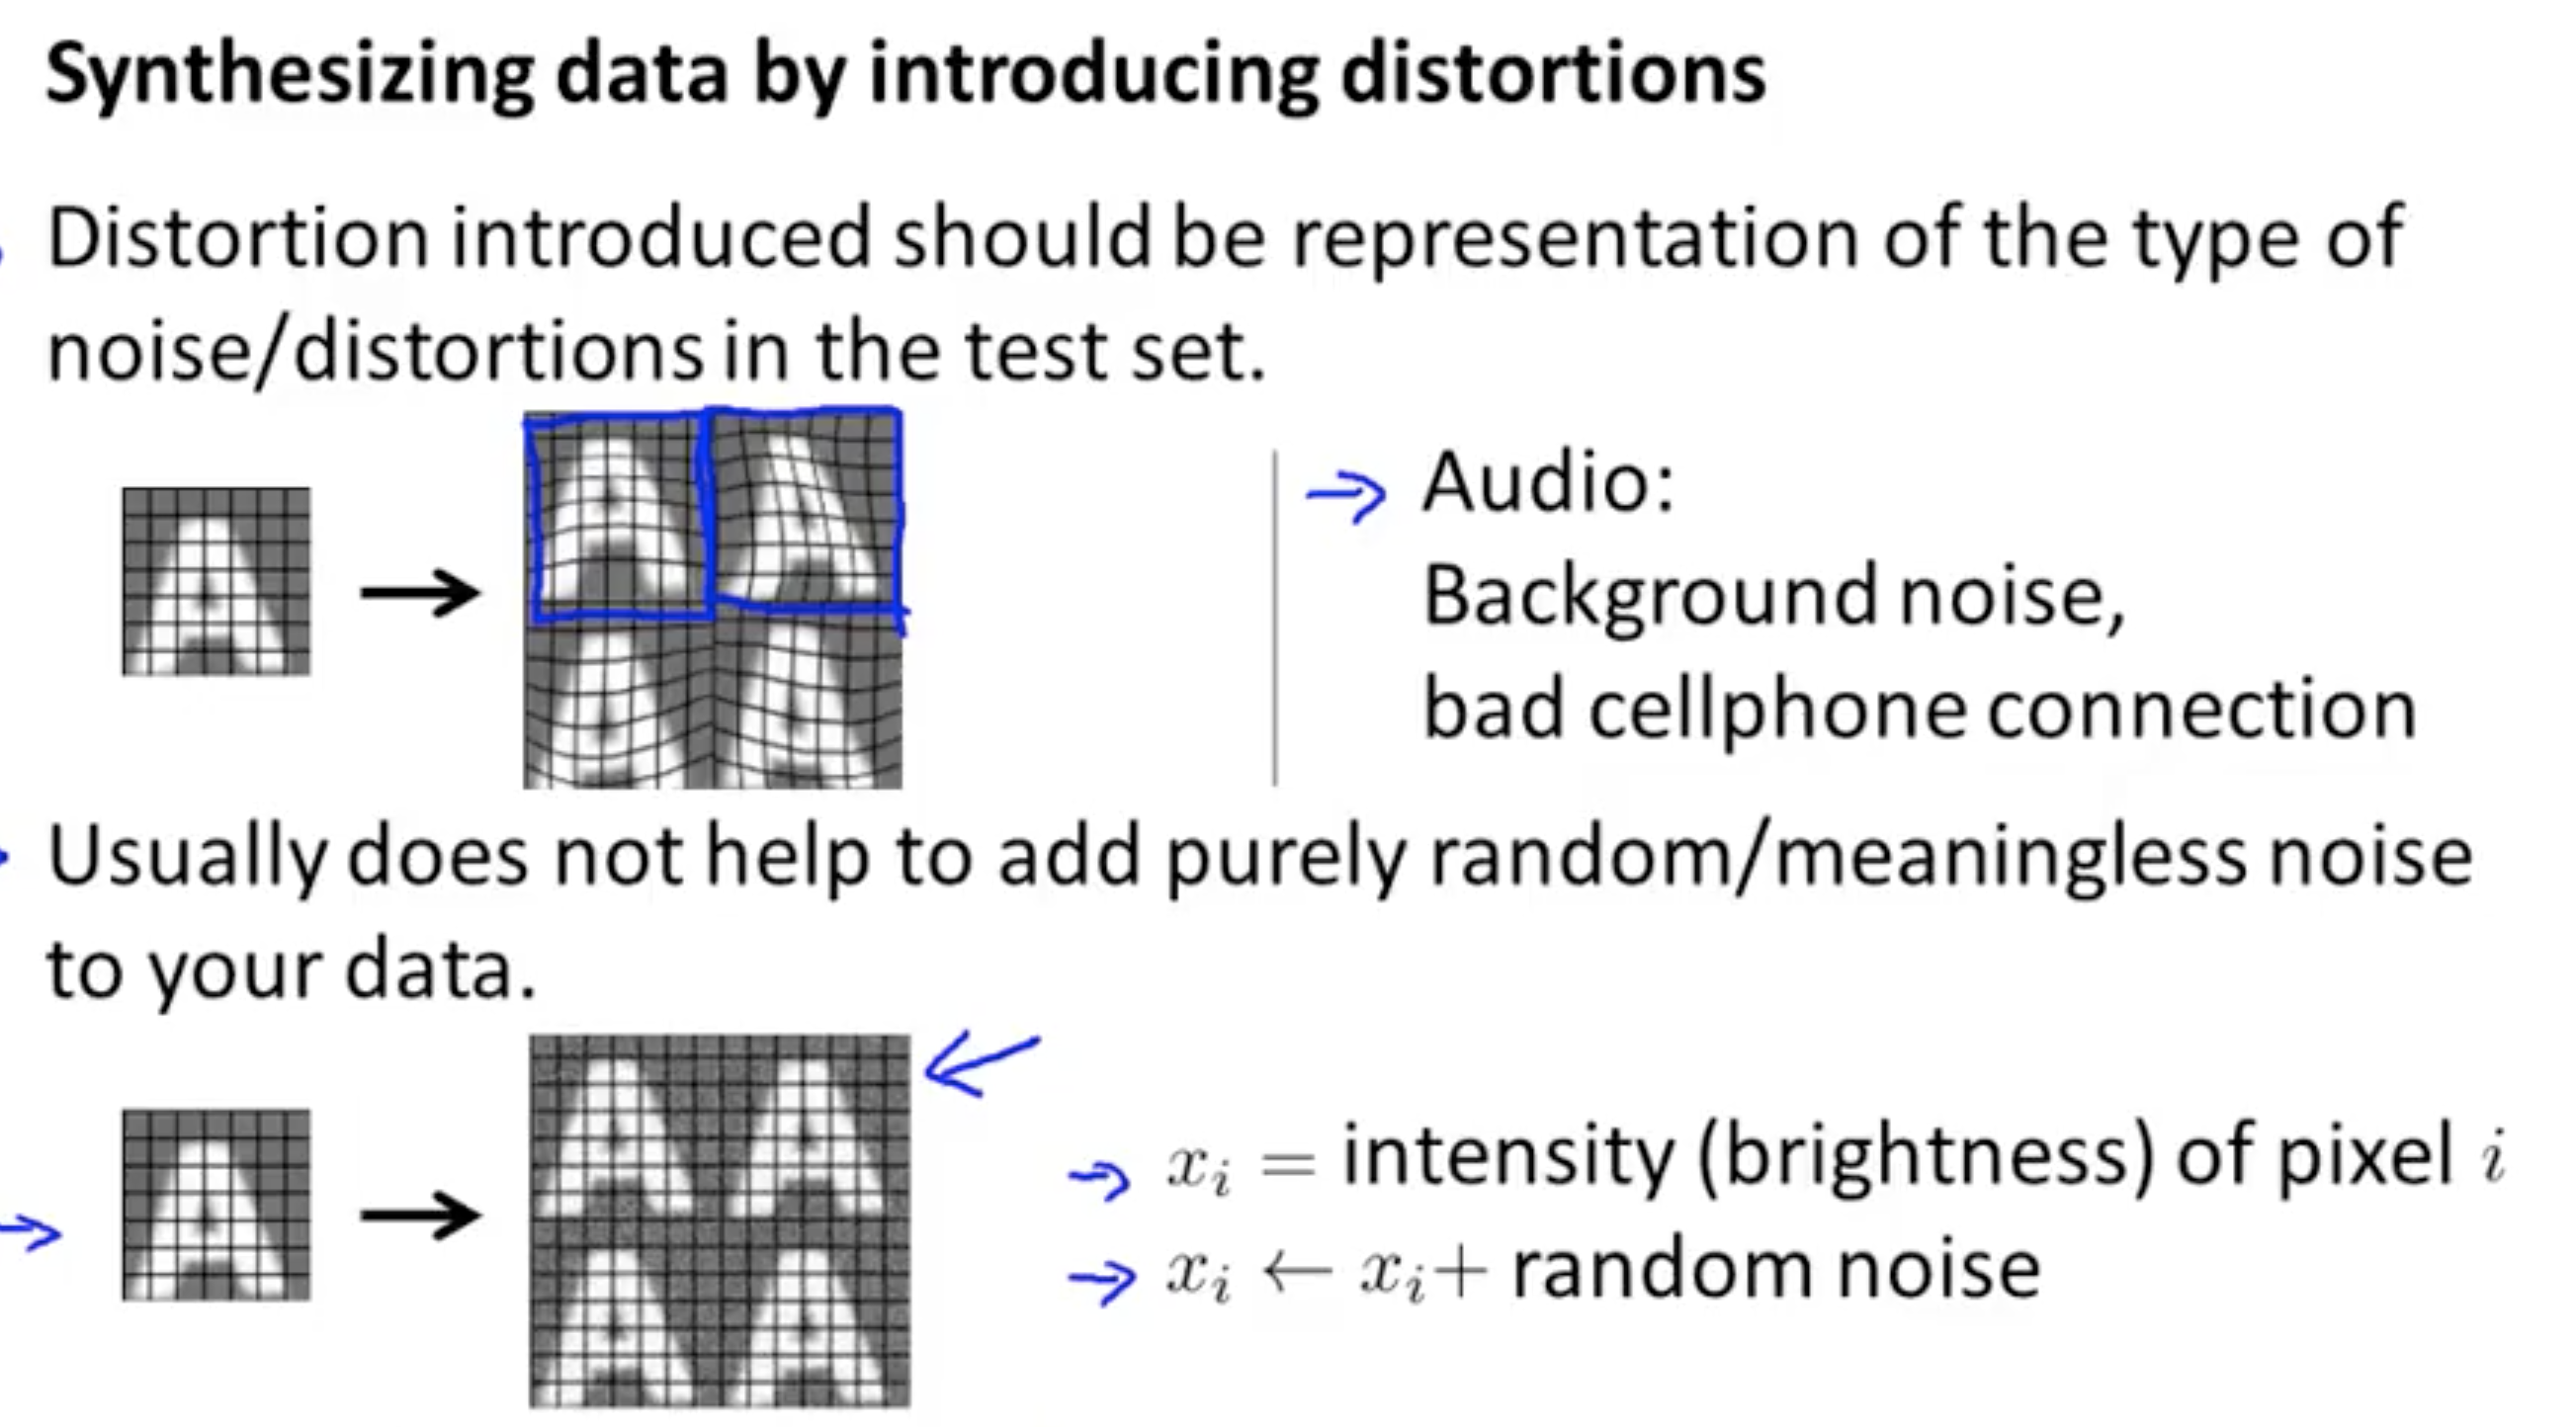 Synthesizing data by introducing distortions
Distortion introduced should be representation of the type of
noise/distortions in the test set.
Audio:
Background noise,
bad cellphone connection
Usually does not help to add purely random/meaningless noise
to your data.
x_i = intensity (brightness) of pixel i
x_i ← x_i + random noise